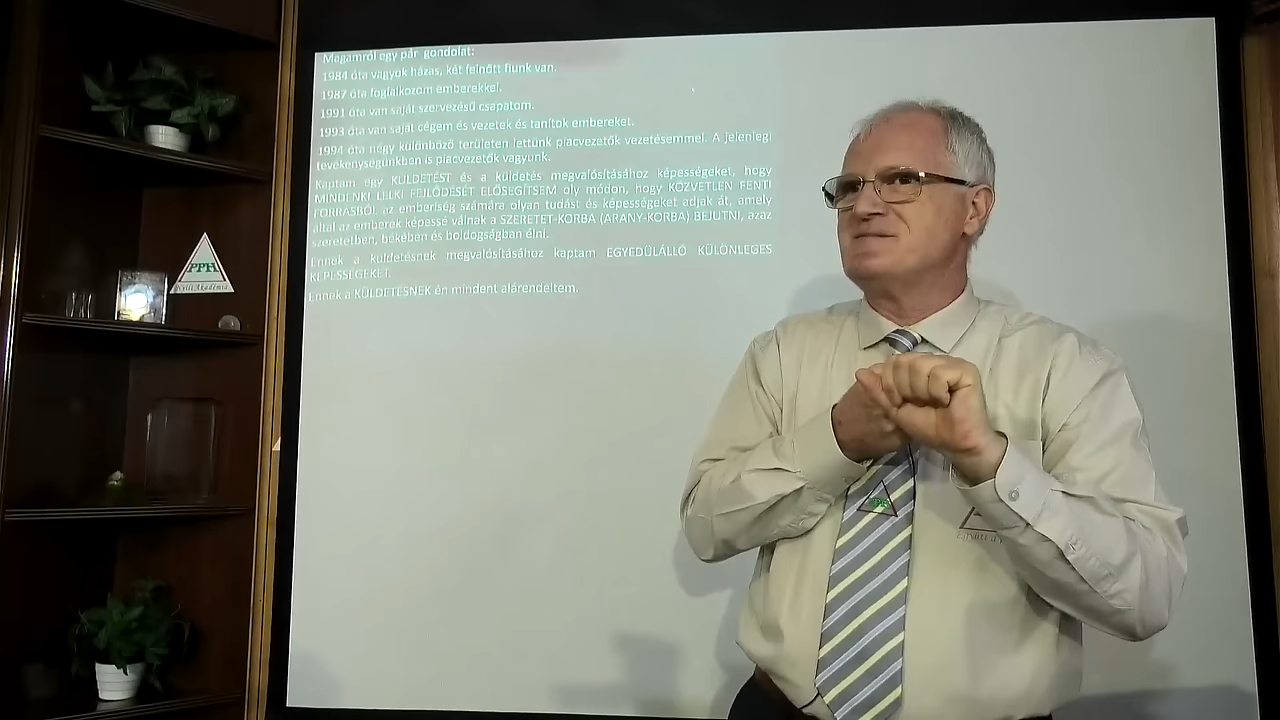 Magamról egy pár gondolat:
1984 óta vagyok házas, két felnőtt fiunk van.
1987 óta foglalkozom emberekkel.
1991 óta van saját szervezésű csapatom.
1993 óta van saját cégem és vezetek és tanítok embereket.
1994 óta négy különböző területen lettünk piacvezetők vezetésemmel. A jelenlegi
tevékenységünkben is piacvezetők vagyunk.
Kaptam egy KÜLDETÉST és a küldetés megvalósításához képességeket, hogy
MINDENKI LELKI FEJLŐDÉSÉT ELŐSEGÍTSEM oly módon, hogy KÖZVETLEN FENTI
FORRÁSBÓL az emberiség számára olyan tudást és képességeket adjak át, amely
által az emberek képessé válnak a SZERETET-KORBA (ARANY-KORBA) BEJUTNI, azaz
szeretetben, békében és boldogságban élni.
Ennek a küldetésnek megvalósításához kaptam EGYEDÜLÁLLÓ KÜLÖNLEGES
KÉPESSÉGEKET.
Ennek a KÜLDETÉSNEK én mindent alárendeltem.
PPH
Nyílt Akadémia
PPH